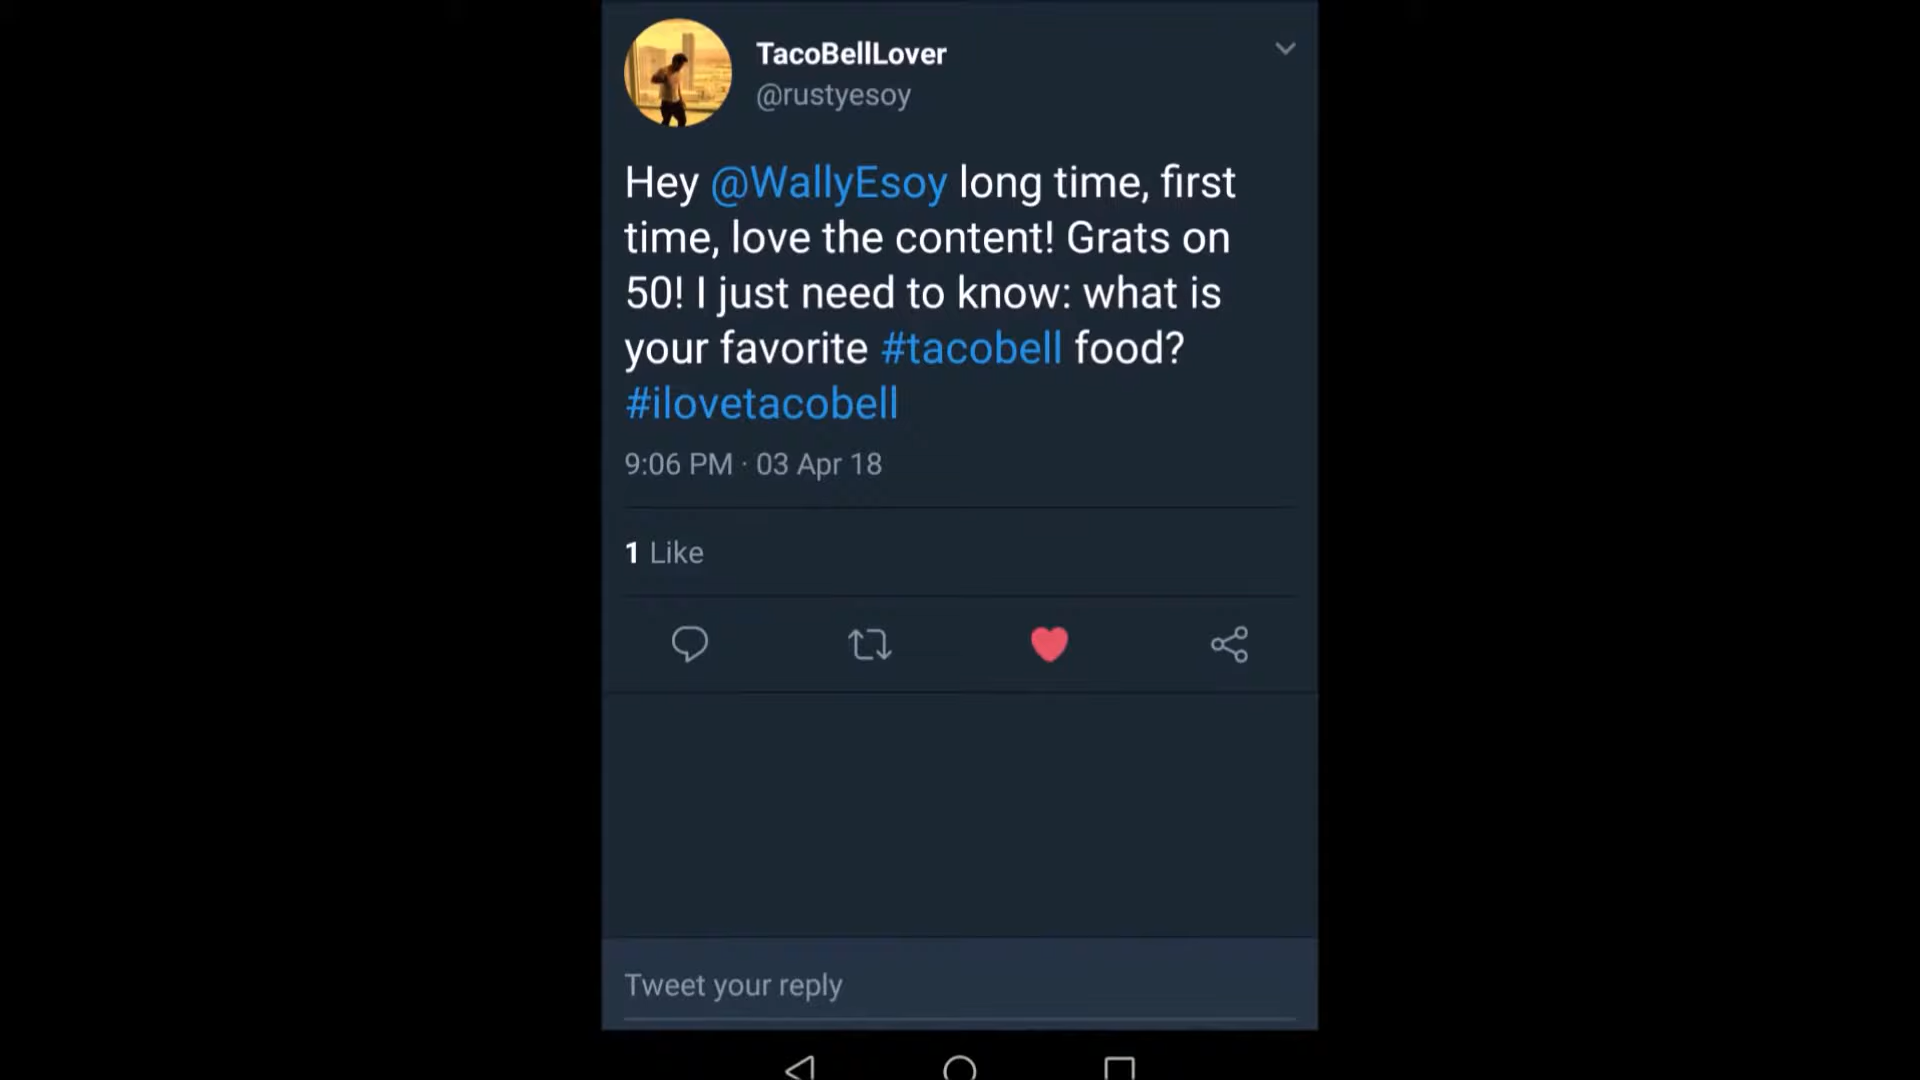 TacoBellLover
@rustyesoy
Hey @WallyEsoy long time, first
time, love the content! Grats on
50! I just need to know: what is
your favorite #tacobell food?
#ilovetacobell
9:06 PM · 03 Apr 18
1 Like
Tweet your reply